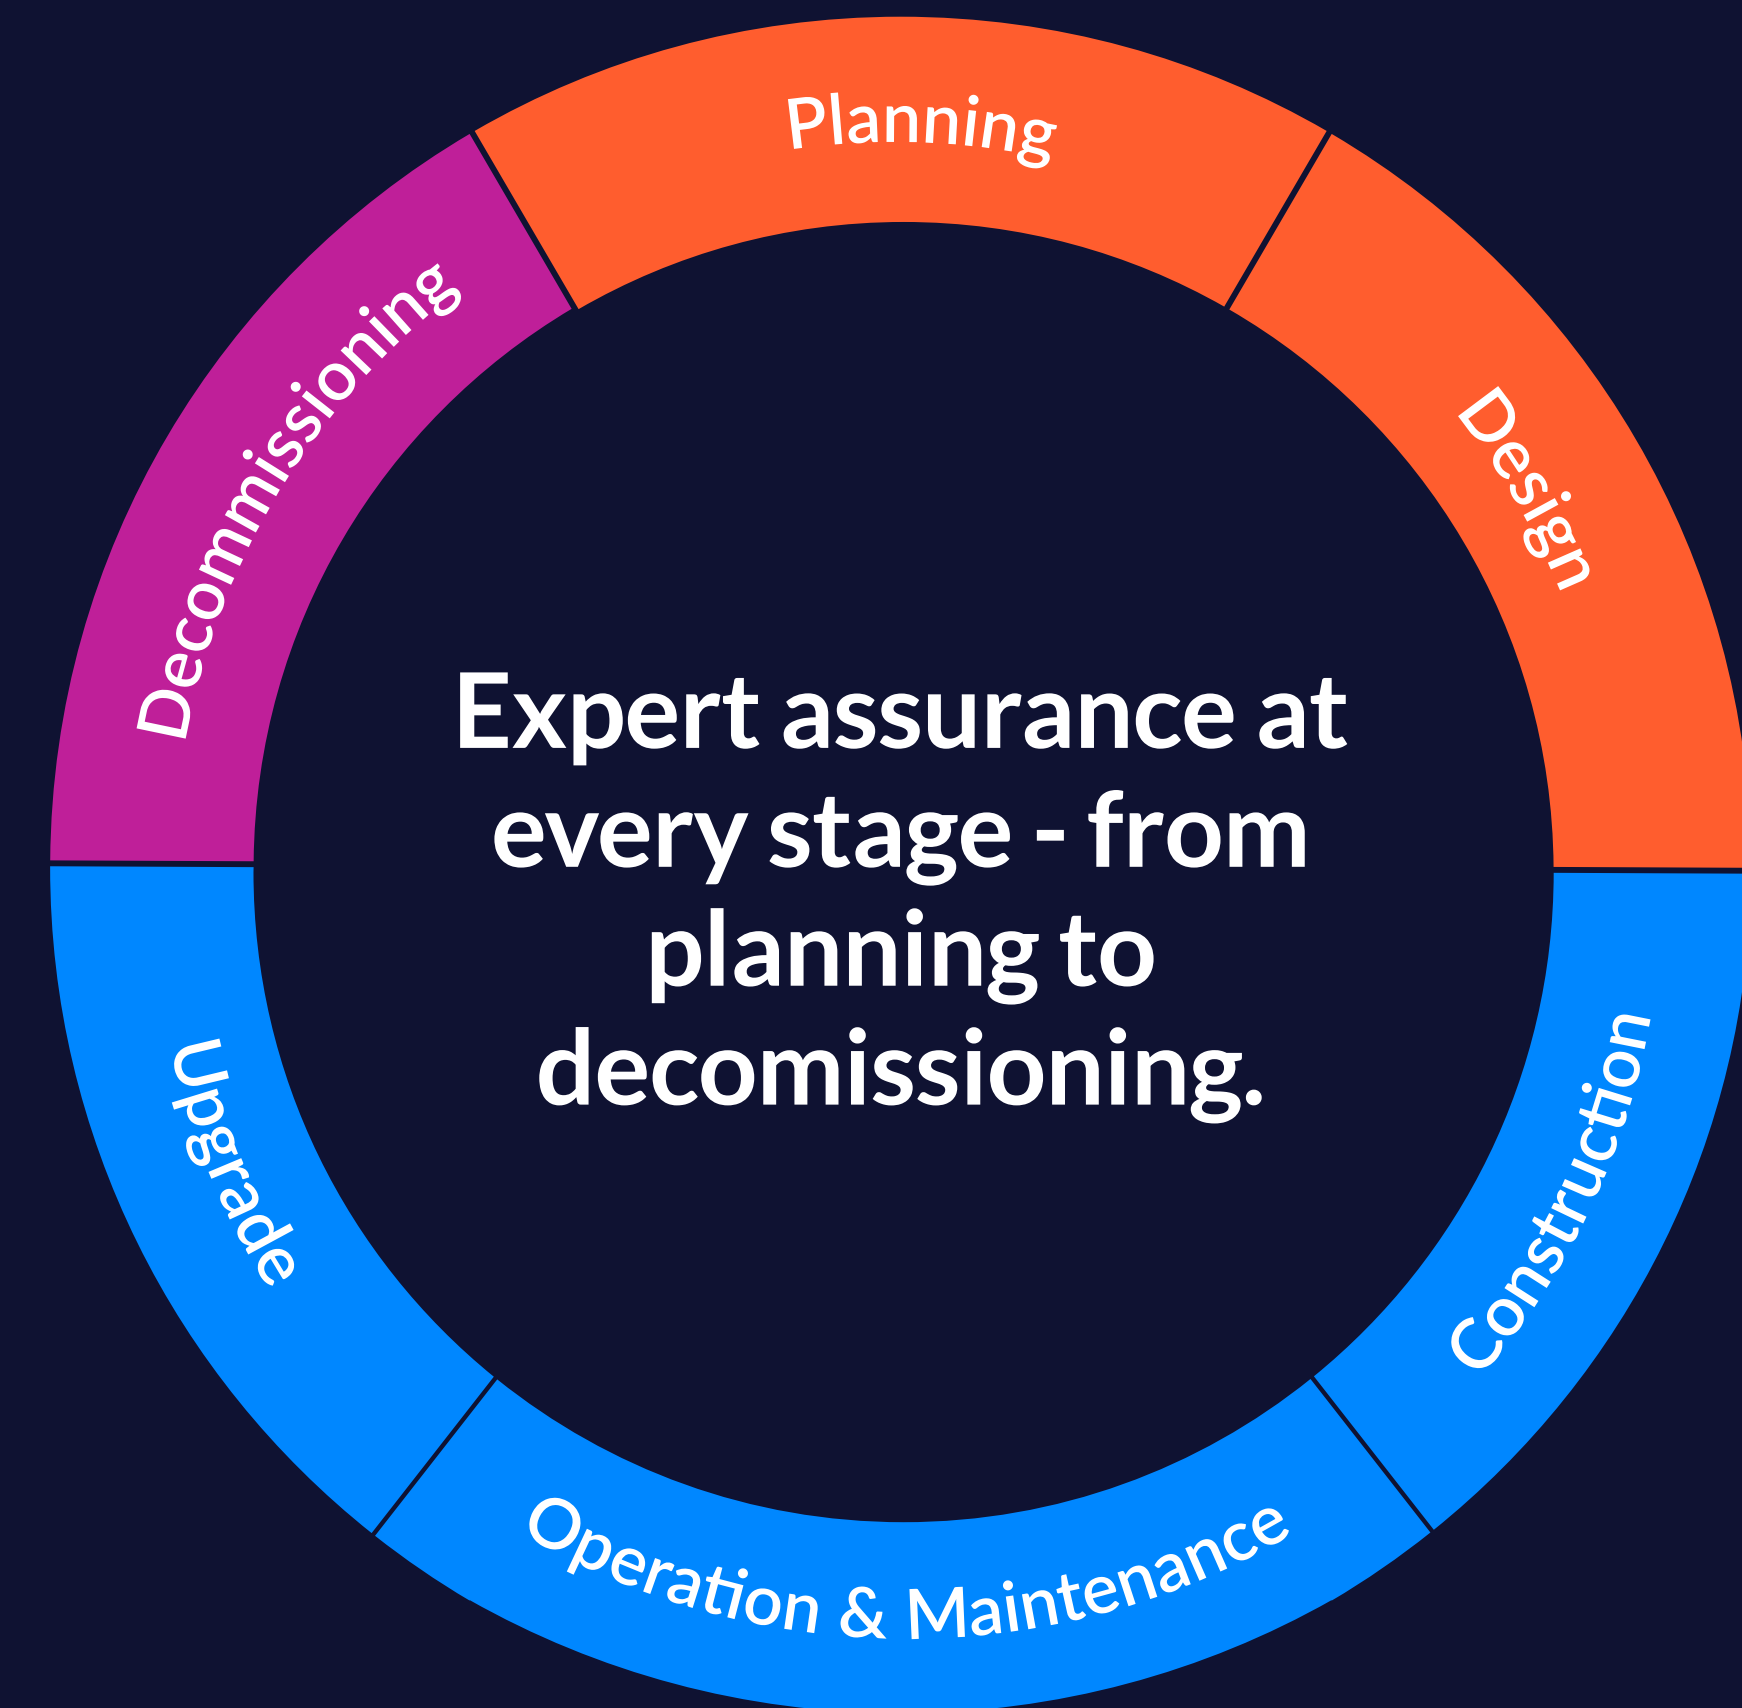 Planning
Design
Construction
Operation & Maintenance
Upgrade
Decommissioning
Expert assurance at
every stage - from
planning to
decomissioning.